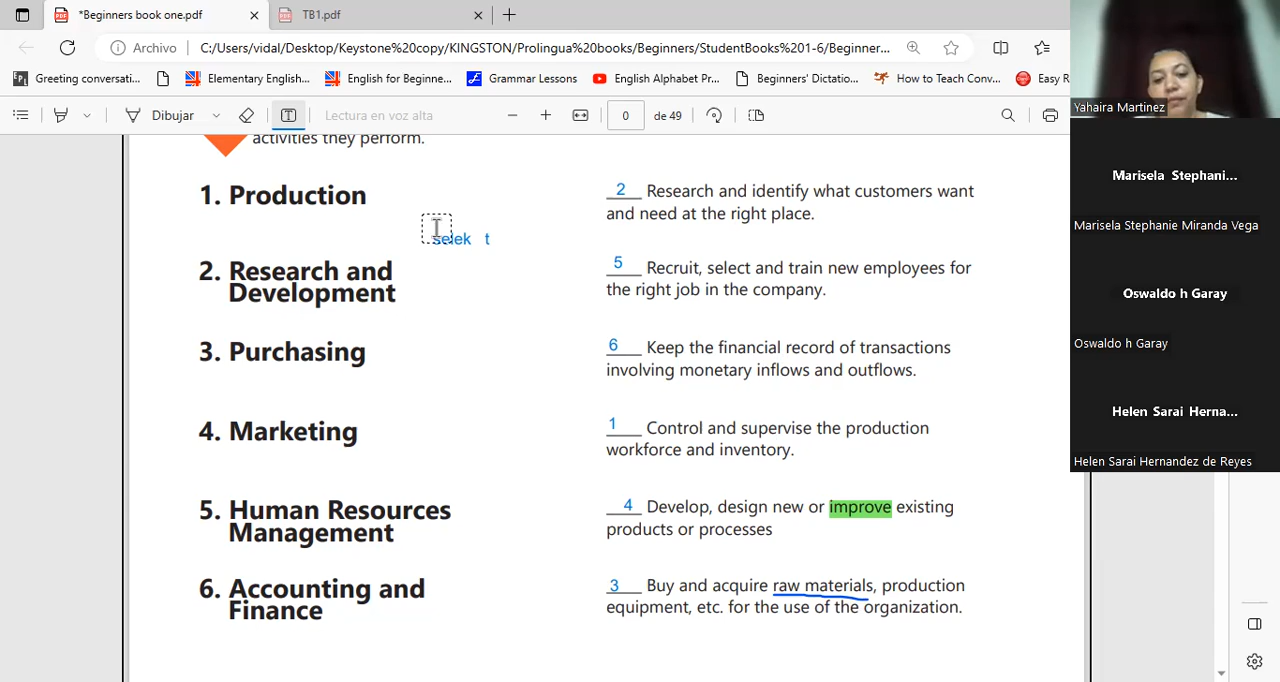 *Beginners book one.pdf
TB1.pdf
Archivo
C:/Users/vidal/Desktop/Keystone%20copy/KINGSTON/Prolingua%20books/Beginners/StudentBooks%201-6/Beginner...
Greeting conversati...
Elementary English...
English for Beginne...
Grammar Lessons
English Alphabet Pr...
Beginners' Dictatio...
How to Teach Conv...
Easy R
Dibujar
Lectura en voz alta
0
de 49
activities they perform.
1. Production
2 Research and identify what customers want
and need at the right place.
selek t
2. Research and
Development
5 Recruit, select and train new employees for
the right job in the company.
3. Purchasing
6 Keep the financial record of transactions
involving monetary inflows and outflows.
4. Marketing
1 Control and supervise the production
workforce and inventory.
5. Human Resources
Management
4 Develop, design new or improve existing
products or processes
6. Accounting and
Finance
3 Buy and acquire raw materials, production
equipment, etc. for the use of the organization.
Yahaira Martinez
Marisela Stephani...
Marisela Stephanie Miranda Vega
Oswaldo h Garay
Oswaldo h Garay
Helen Sarai Herna...
Helen Sarai Hernandez de Reyes